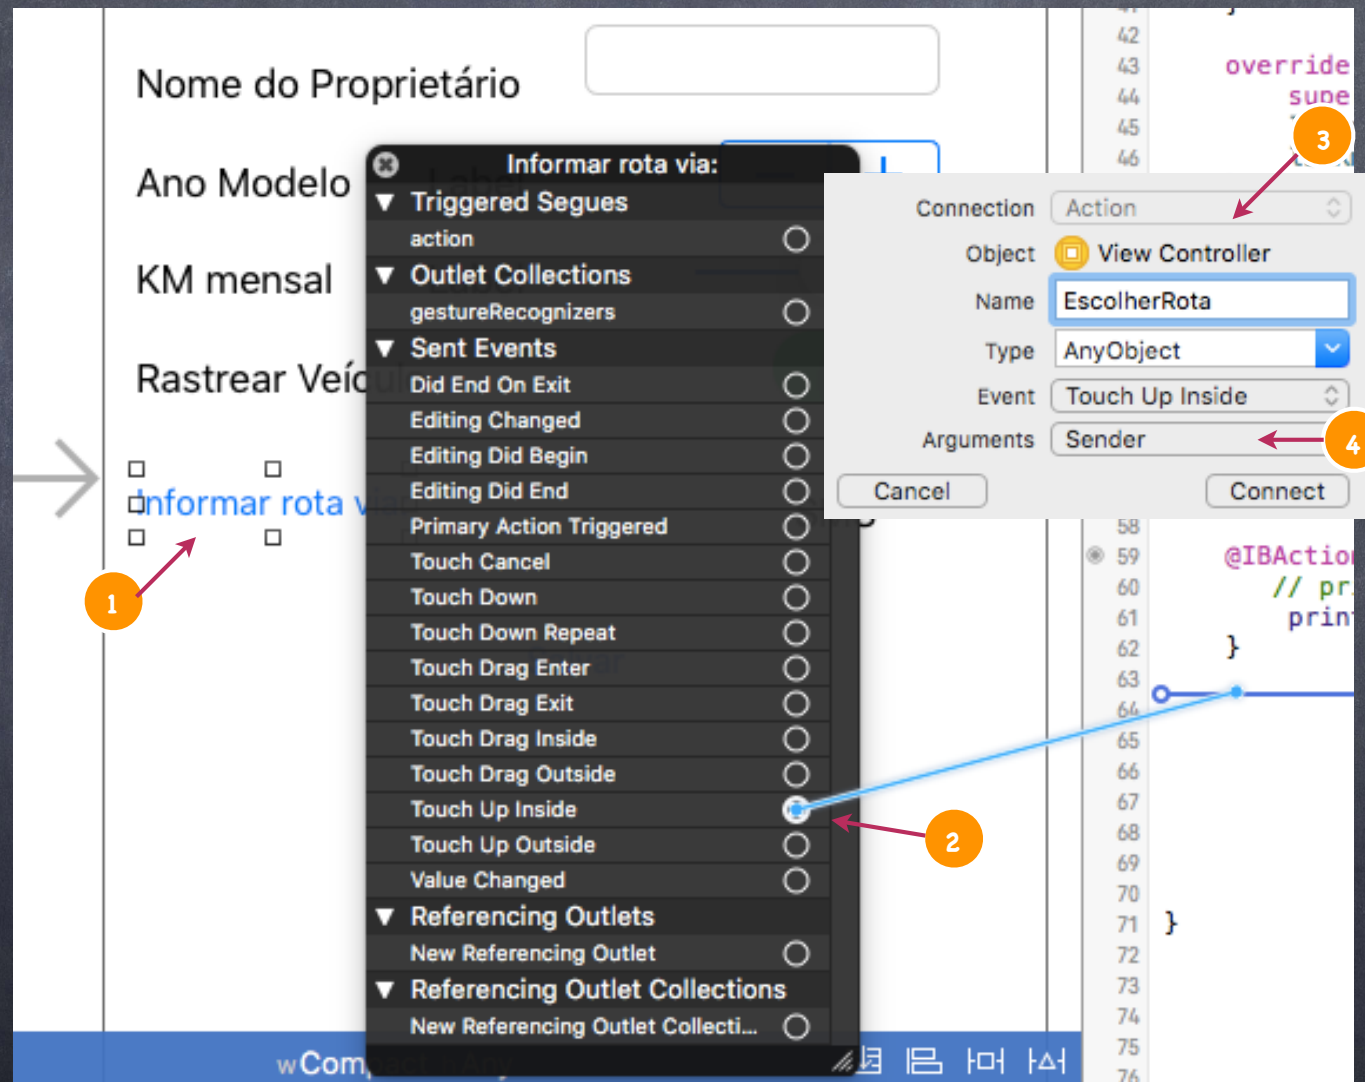 Nome do Proprietário
Ano Modelo
KM mensal
Rastrear Veíc
Informar rota via
1
Informar rota via:
Triggered Segues
action
Outlet Collections
gestureRecognizers
Sent Events
Did End On Exit
Editing Changed
Editing Did Begin
Editing Did End
Primary Action Triggered
Touch Cancel
Touch Down
Touch Down Repeat
Touch Drag Enter
Touch Drag Exit
Touch Drag Inside
Touch Drag Outside
Touch Up Inside
Touch Up Outside
Value Changed
Referencing Outlets
New Referencing Outlet
Referencing Outlet Collections
New Referencing Outlet Collecti...
2
wCom
42
43 override
44 supe
45
46
3
Connection Action
Object View Controller
Name EscolherRota
Type AnyObject
Event Touch Up Inside
Arguments Sender
4
Cancel Connect
58
59 @IBActio
60 // pr
61 prin
62 }
63
64
65
66
67
68
69
70
71 }
72
73
74
75
76